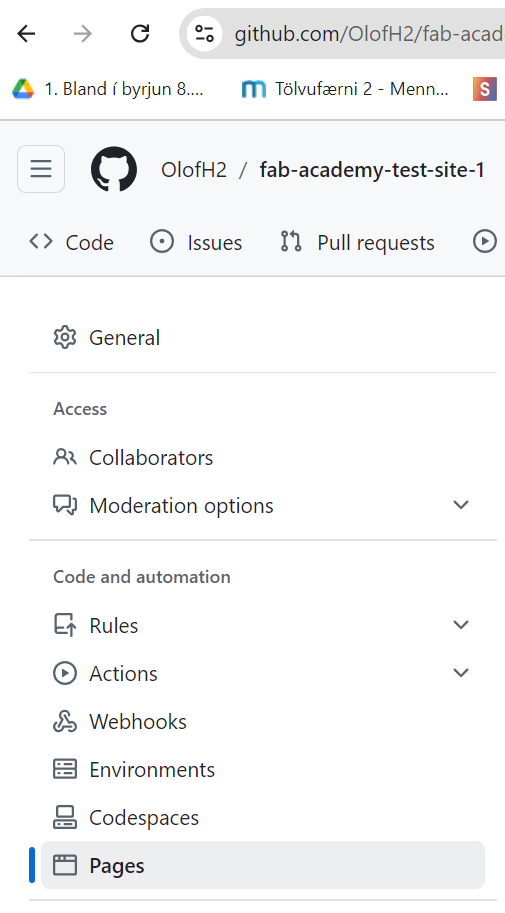 github.com/OlofH2/fab-acad
1. Bland í byrjun 8.... Tölvufærni 2 - Menn... S
OlofH2 / fab-academy-test-site-1
Code Issues Pull requests
General
Access
Collaborators
Moderation options
Code and automation
Rules
Actions
Webhooks
Environments
Codespaces
Pages